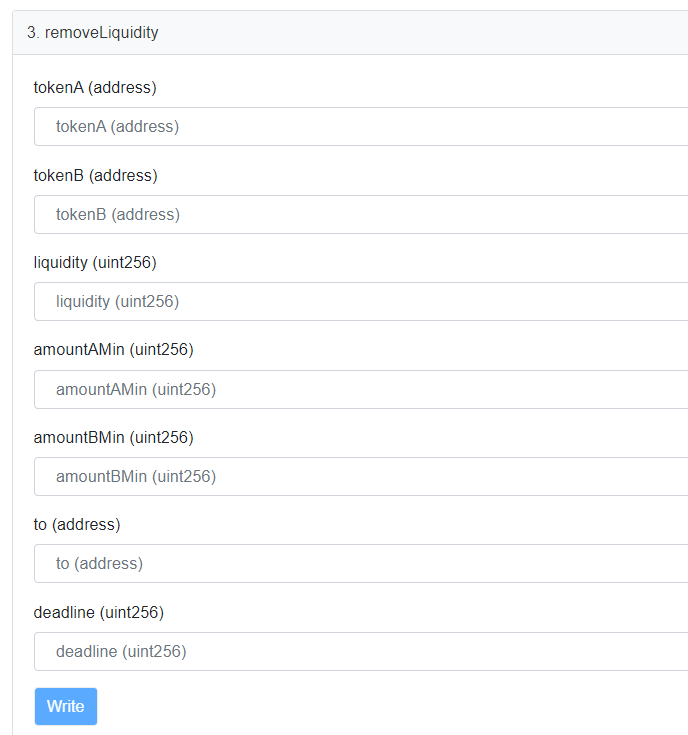 3. removeLiquidity
tokenA (address)
tokenA (address)
tokenB (address)
tokenB (address)
liquidity (uint256)
liquidity (uint256)
amountAMin (uint256)
amountAMin (uint256)
amountBMin (uint256)
amountBMin (uint256)
to (address)
to (address)
deadline (uint256)
deadline (uint256)
Write